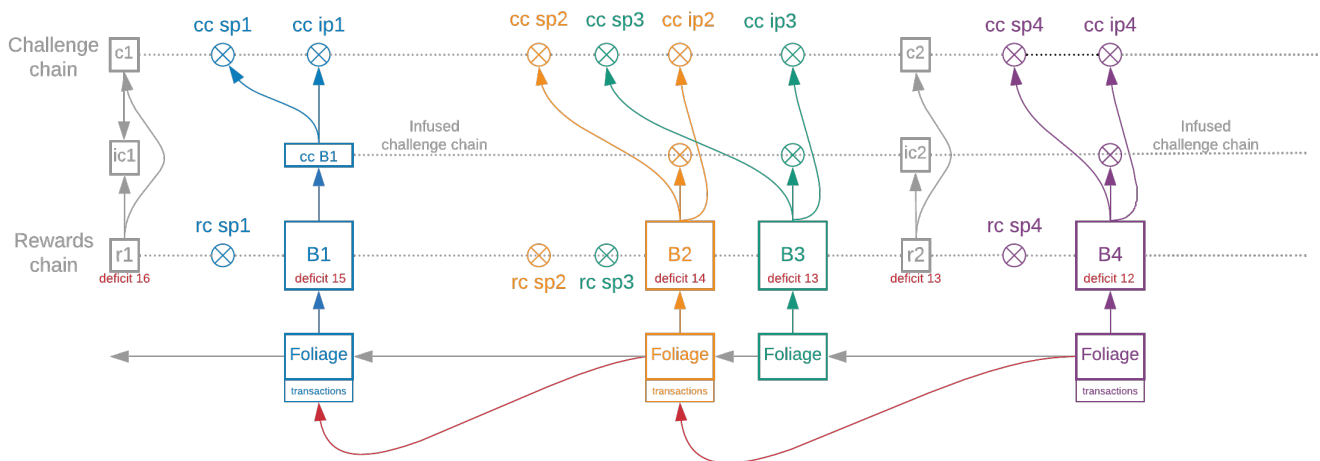 cc sp1
cc ip1
cc sp2
cc sp3
cc ip2
cc ip3
cc sp4
cc ip4
Challenge
chain
c1
c2
ic1
cc B1
Infused
challenge chain
ic2
Infused
challenge chain
rc sp1
rc sp4
Rewards
chain
r1
deficit 16
B1
deficit 15
rc sp2
rc sp3
B2
deficit 14
B3
deficit 13
r2
deficit 13
B4
deficit 12
Foliage
transactions
Foliage
transactions
Foliage
Foliage
transactions